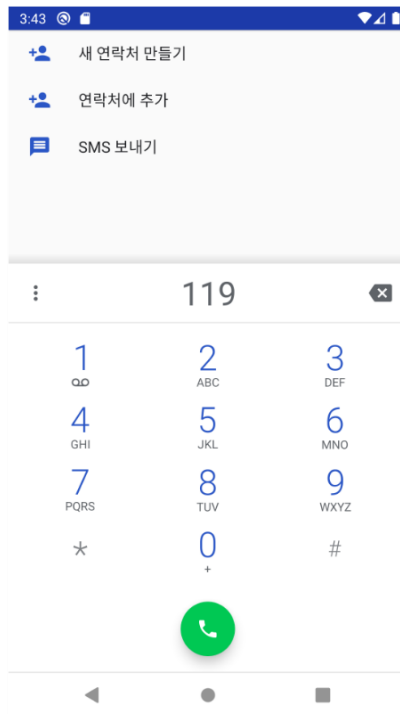 3:43
새 연락처 만들기
연락처에 추가
SMS 보내기
119
1 2 3
ABC DEF
4 5 6
GHI JKL MNO
7 8 9
PQRS TUV WXYZ
* 0 #
+